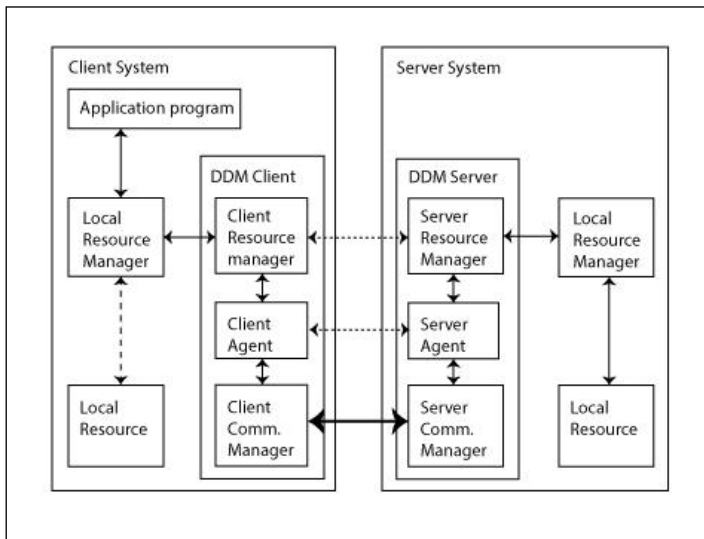 Client System
Application program
Local
Resource
Manager
Local
Resource
DDM Client
Client
Resource
manager
Client
Agent
Client
Comm.
Manager
Server System
DDM Server
Server
Resource
Manager
Server
Agent
Server
Comm.
Manager
Local
Resource
Manager
Local
Resource